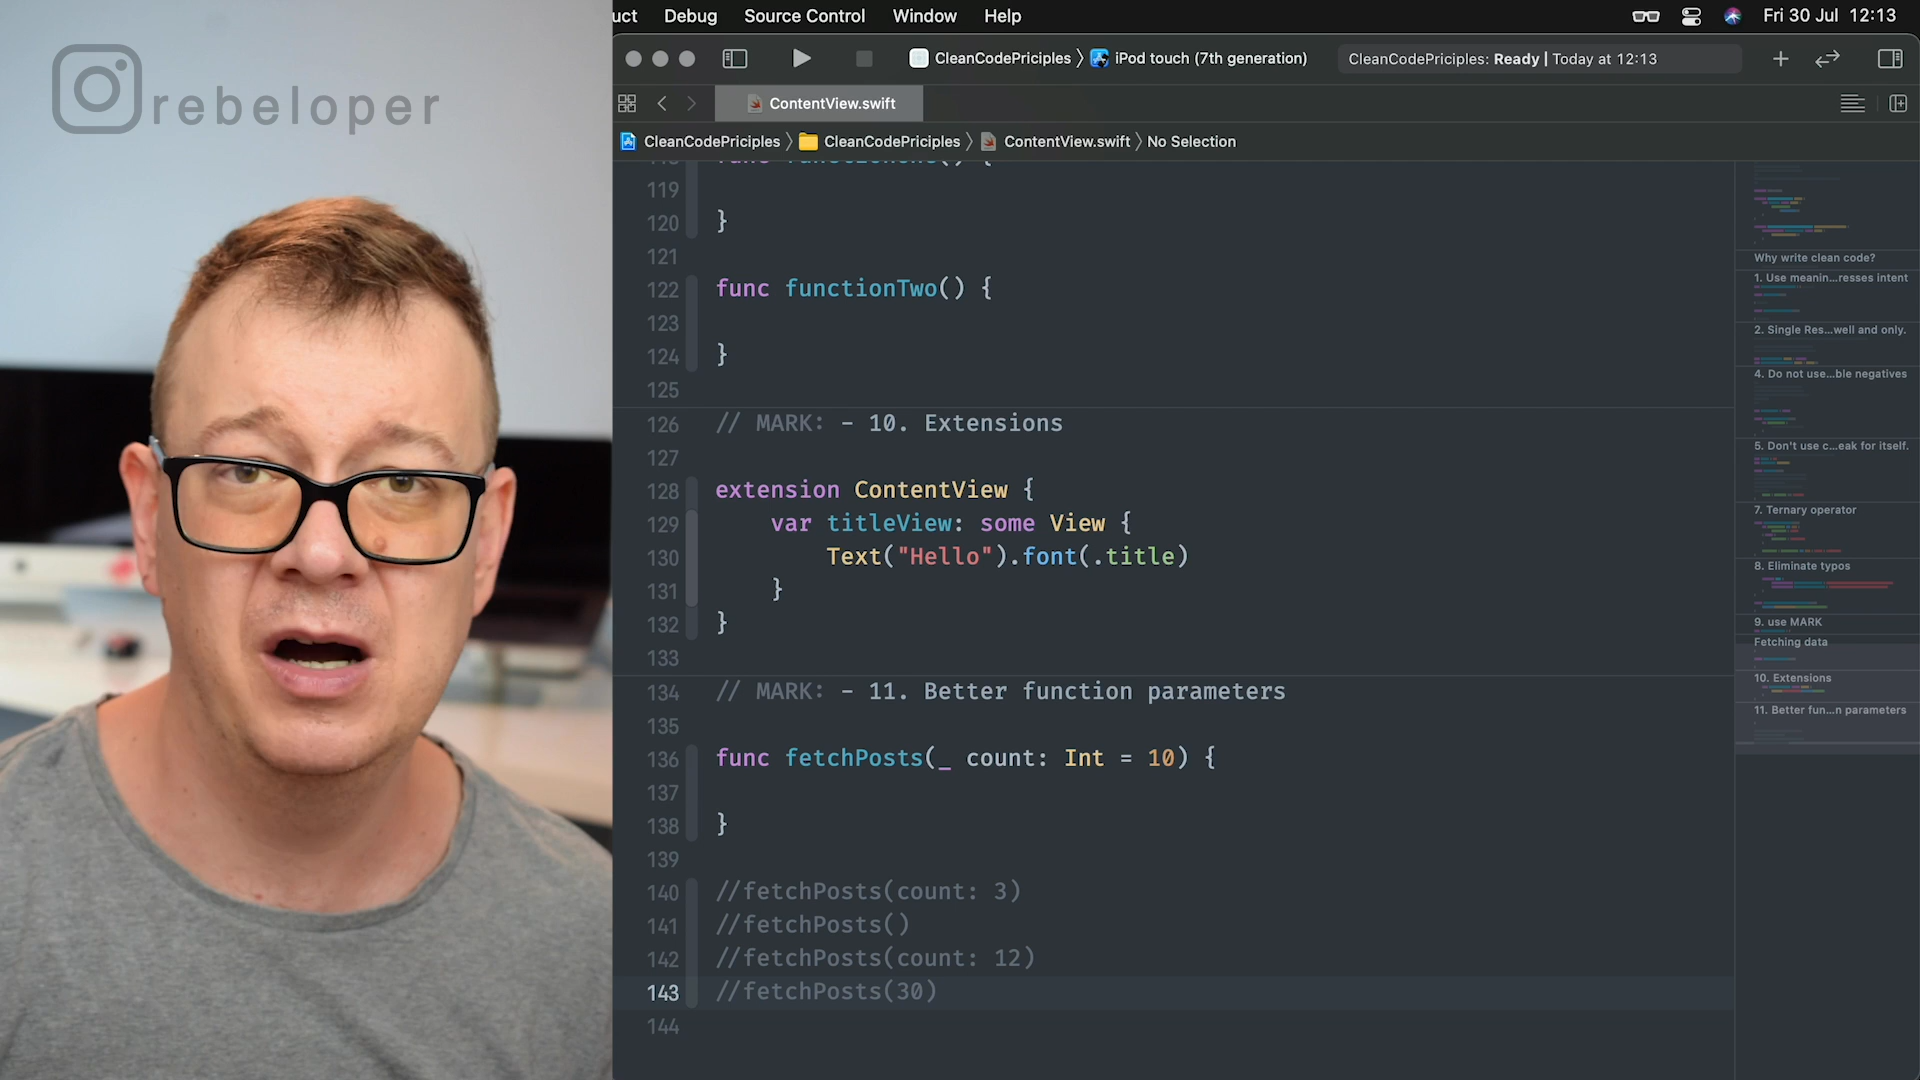 rebeloper
uct Debug Source Control Window Help Fri 30 Jul 12:13
CleanCodePriciples 〉 iPod touch (7th generation) CleanCodePriciples: Ready | Today at 12:13
ContentView.swift
CleanCodePriciples 〉 CleanCodePriciples 〉 ContentView.swift 〉 No Selection
119
120 }
121
122 func functionTwo() {
123
124 }
125
126 // MARK: - 10. Extensions
127
128 extension ContentView {
129 var titleView: some View {
130 Text("Hello").font(.title)
131 }
132 }
133
134 // MARK: - 11. Better function parameters
135
136 func fetchPosts(_ count: Int = 10) {
137
138 }
139
140 //fetchPosts(count: 3)
141 //fetchPosts()
142 //fetchPosts(count: 12)
143 //fetchPosts(30)
144
Why write clean code?
1. Use meanin...resses intent
2. Single Res...well and only.
4. Do not use...ble negatives
5. Don't use c...eak for itself.
7. Ternary operator
8. Eliminate typos
9. use MARK
Fetching data
10. Extensions
11. Better fun...n parameters